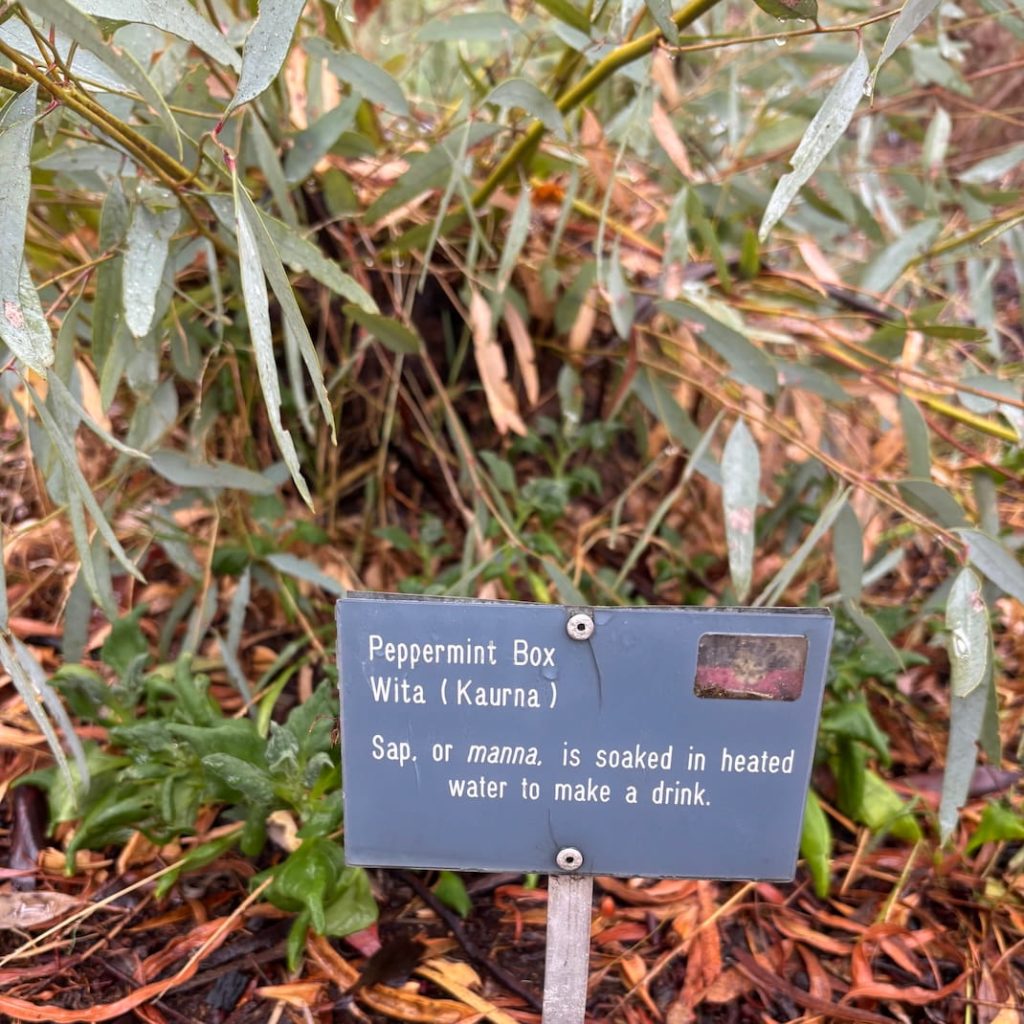 Peppermint Box
Wita (Kaurna)
Sap, or manna, is soaked in heated
water to make a drink.